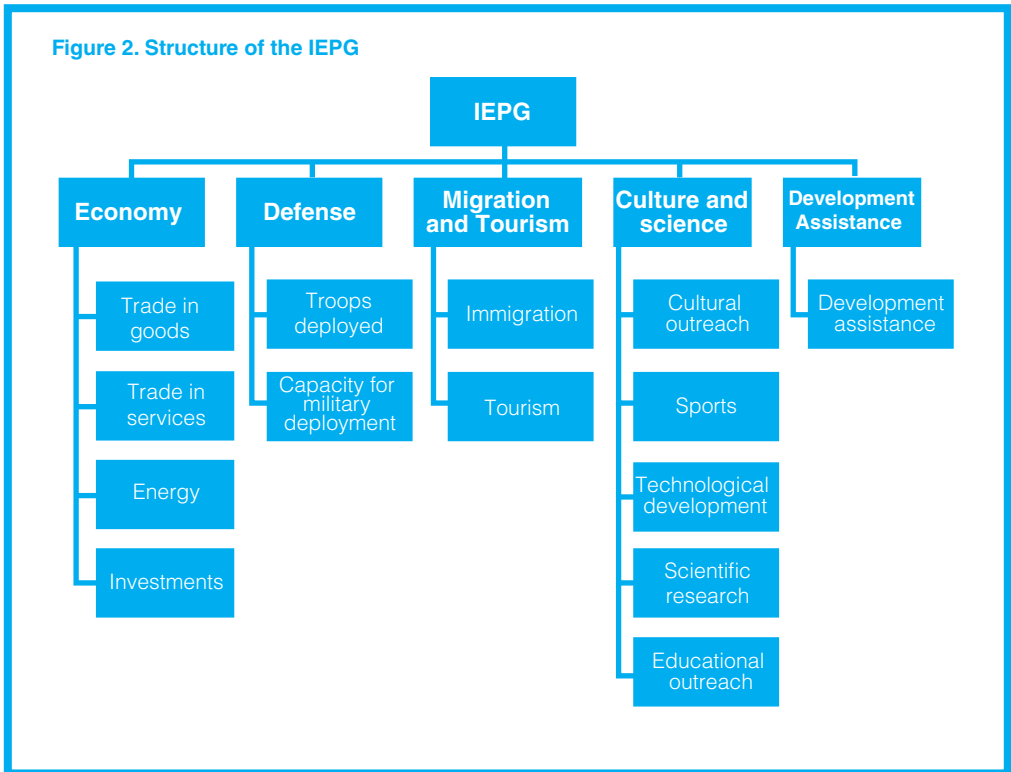 Figure 2. Structure of the IEPG
IEPG
Economy
Defense
Migration
and Tourism
Culture and
science
Development
Assistance
Trade in
goods
Trade in
services
Energy
Investments
Troops
deployed
Capacity for
military
deployment
Immigration
Tourism
Cultural
outreach
Sports
Technological
development
Scientific
research
Educational
outreach
Development
assistance